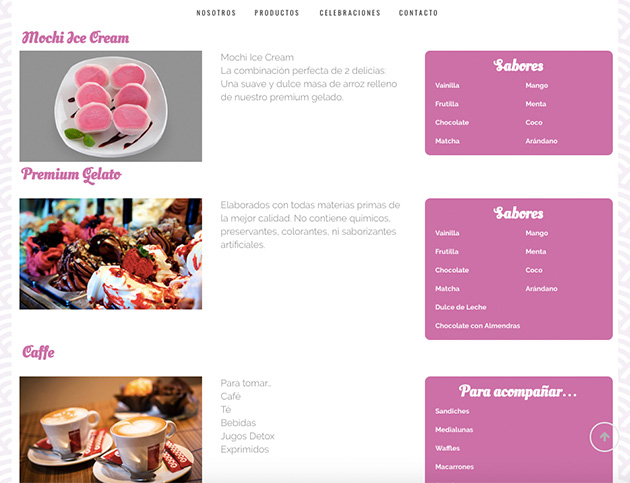 NOSOTROS PRODUCTOS CELEBRACIONES CONTACTO
Mochi Ice Cream
Mochi Ice Cream
La combinación perfecta de 2 delicias:
Una suave y dulce masa de arroz relleno
de nuestro premium gelado.
Sabores
Vainilla Mango
Frutilla Menta
Chocolate Coco
Matcha Arándano
Premium Gelato
Elaborados con todas materias primas de
la mejor calidad. No contiene químicos,
preservantes, colorantes, ni saborizantes
artificiales.
Sabores
Vainilla Mango
Frutilla Menta
Chocolate Coco
Matcha Arándano
Dulce de Leche
Chocolate con Almendras
Caffe
Para tomar...
Café
Té
Bebidas
Jugos Detox
Exprimidos
Para acompañar...
Sandiches
Medialunas
Waffles
Macarrones